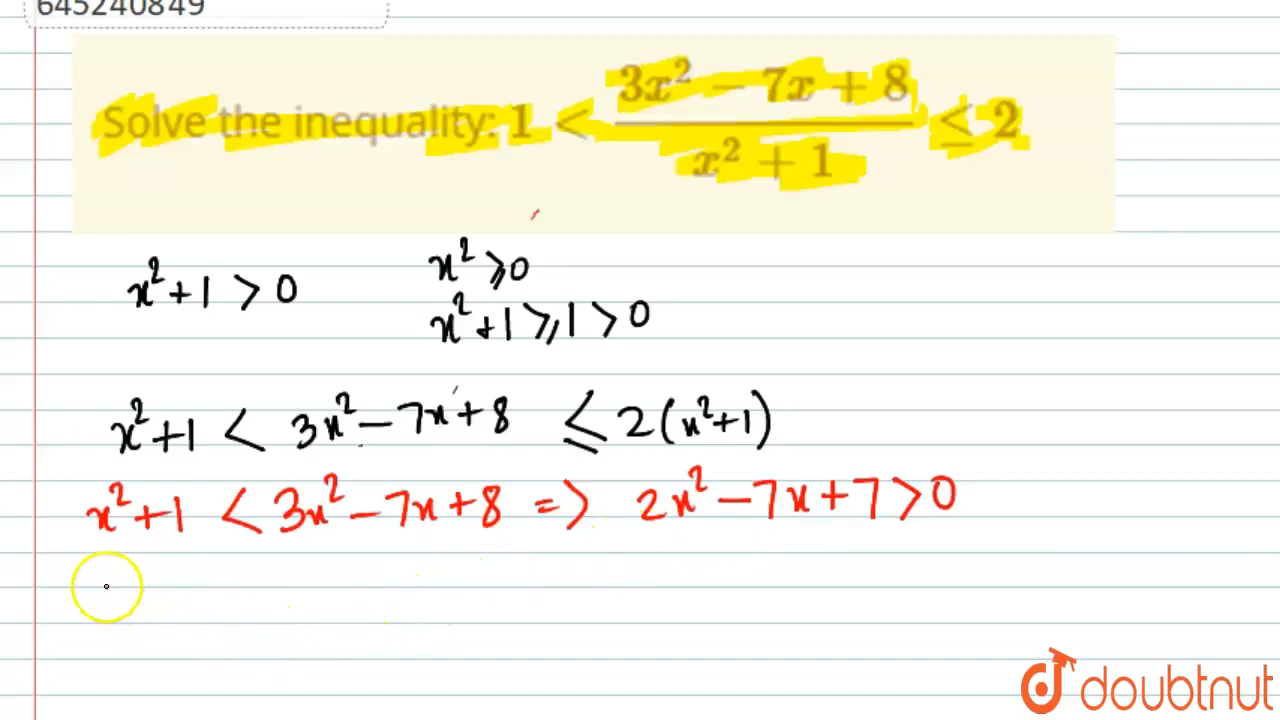 645240849
Solve the inequality: 1 < (3x² − 7x + 8)/(x² + 1) ≤ 2
x² + 1 > 0
x² ≥ 0
x² + 1 ≥ 1 > 0
x² + 1 < 3x² − 7x + 8 ≤ 2(x² + 1)
x² + 1 < 3x² − 7x + 8 => 2x² − 7x + 7 > 0
doubtnut